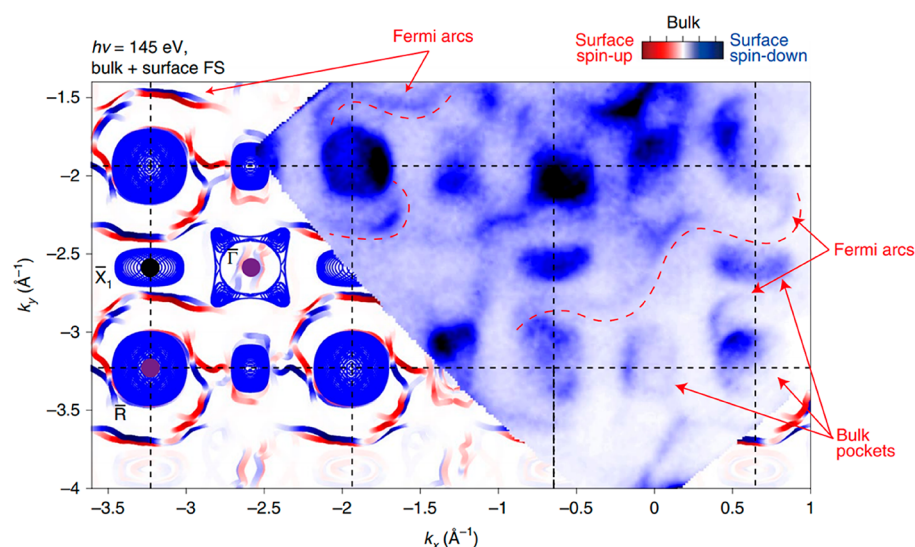 Fermi arcs
Bulk
hν = 145 eV,
bulk + surface FS
Surface
spin-up
Surface
spin-down
−1.5
−2
−2.5
−3
−3.5
−4
k_y (Å⁻¹)
X̄₁
Γ̄
R̄
Fermi arcs
Bulk
pockets
−3.5
−3
−2.5
−2
−1.5
−1
−0.5
0
0.5
1
k_x (Å⁻¹)